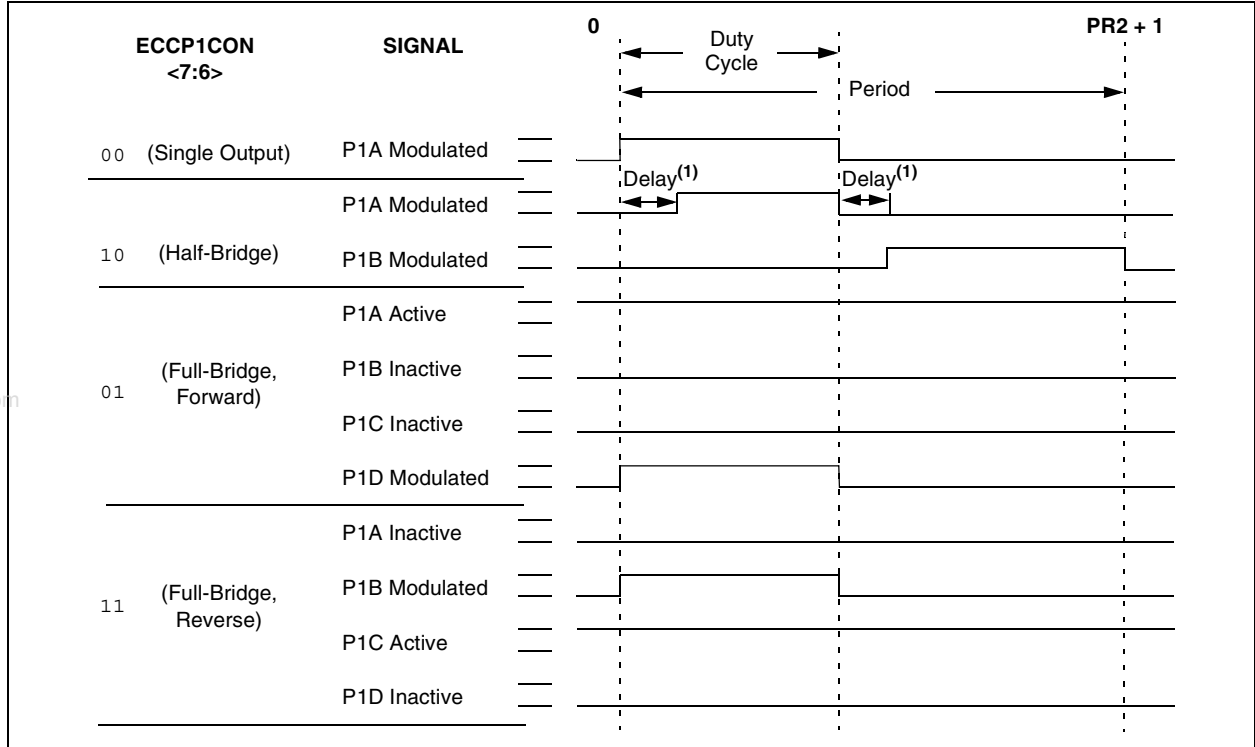 0 PR2 + 1
ECCP1CON SIGNAL Duty
<7:6> Cycle
Period
00 (Single Output) P1A Modulated
Delay(1) Delay(1)
P1A Modulated
10 (Half-Bridge) P1B Modulated
P1A Active
(Full-Bridge, P1B Inactive
01 Forward)
om
P1C Inactive
P1D Modulated
P1A Inactive
(Full-Bridge, P1B Modulated
11 Reverse)
P1C Active
P1D Inactive